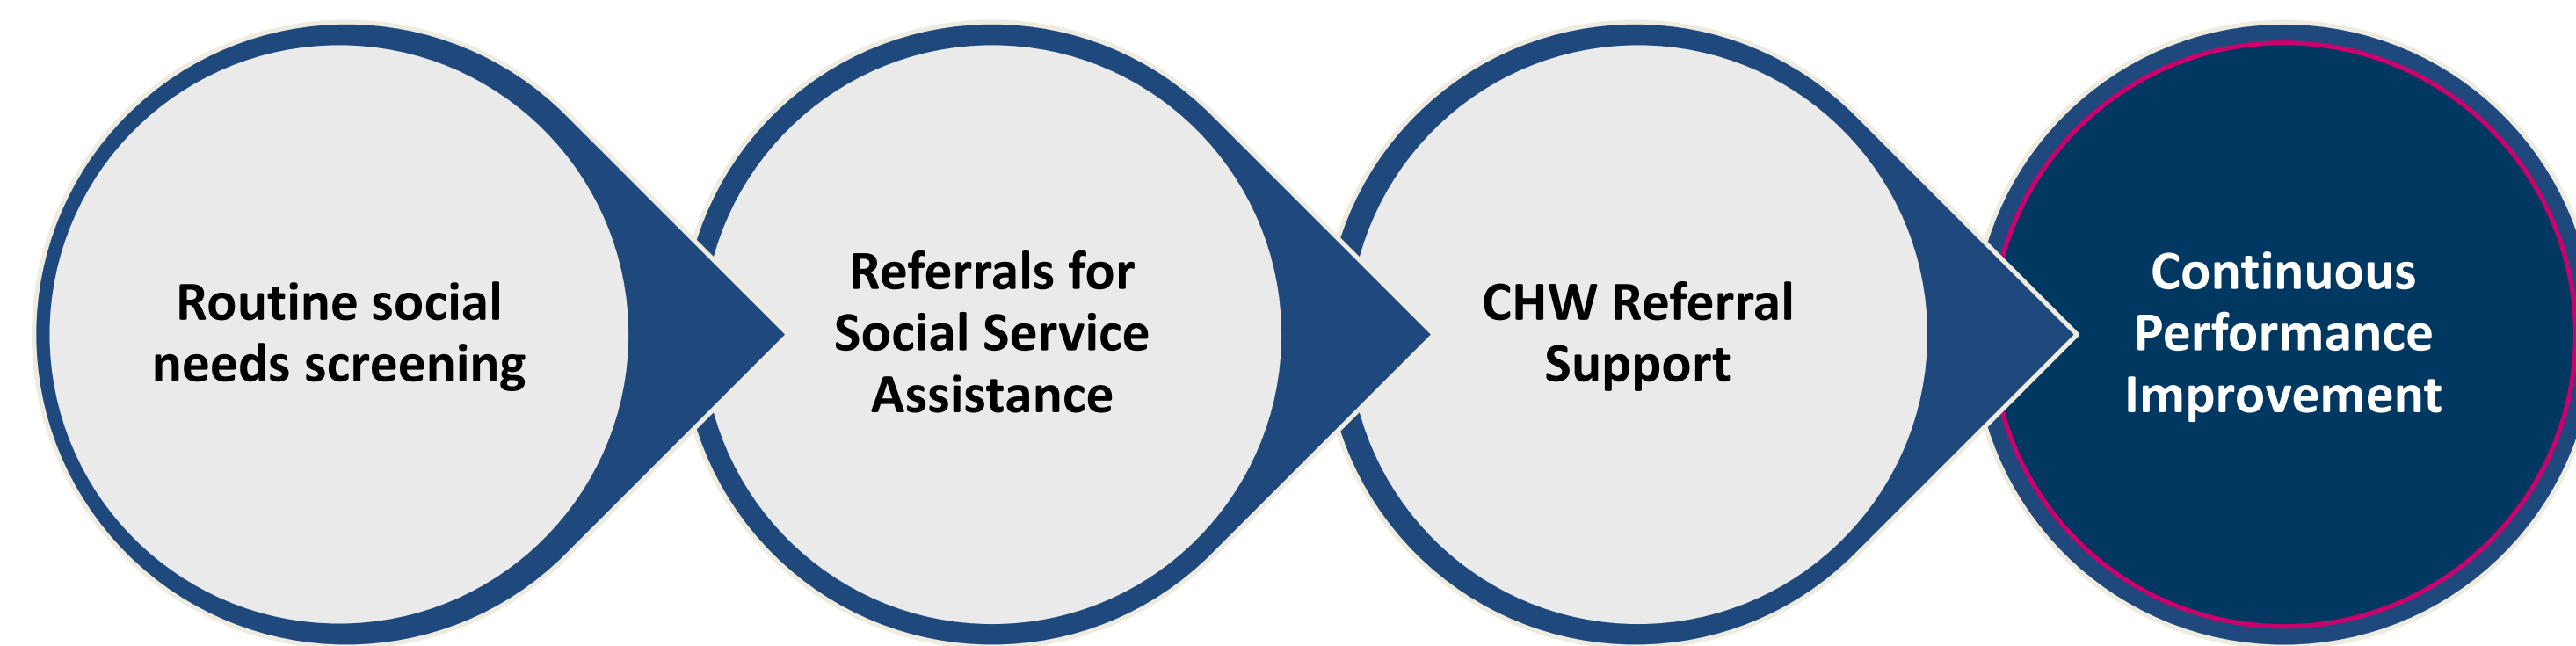 Routine social
needs screening
Referrals for
Social Service
Assistance
CHW Referral
Support
Continuous
Performance
Improvement